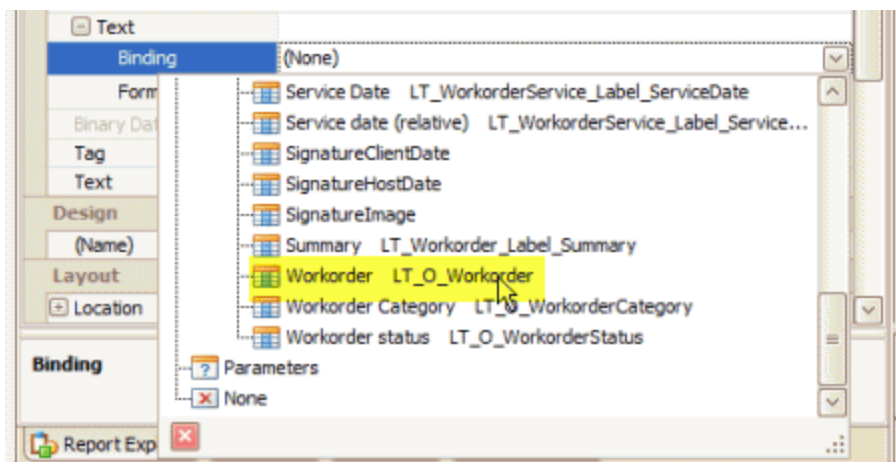 Text
Binding (None)
Form Service Date LT_WorkorderService_Label_ServiceDate
Binary Dat Service date (relative) LT_WorkorderService_Label_Service...
Tag SignatureClientDate
Text SignatureHostDate
Design SignatureImage
(Name) Summary LT_Workorder_Label_Summary
Layout Workorder LT_O_Workorder
Location Workorder Category LT_O_WorkorderCategory
Workorder status LT_O_WorkorderStatus
Binding Parameters
None
Report Exp